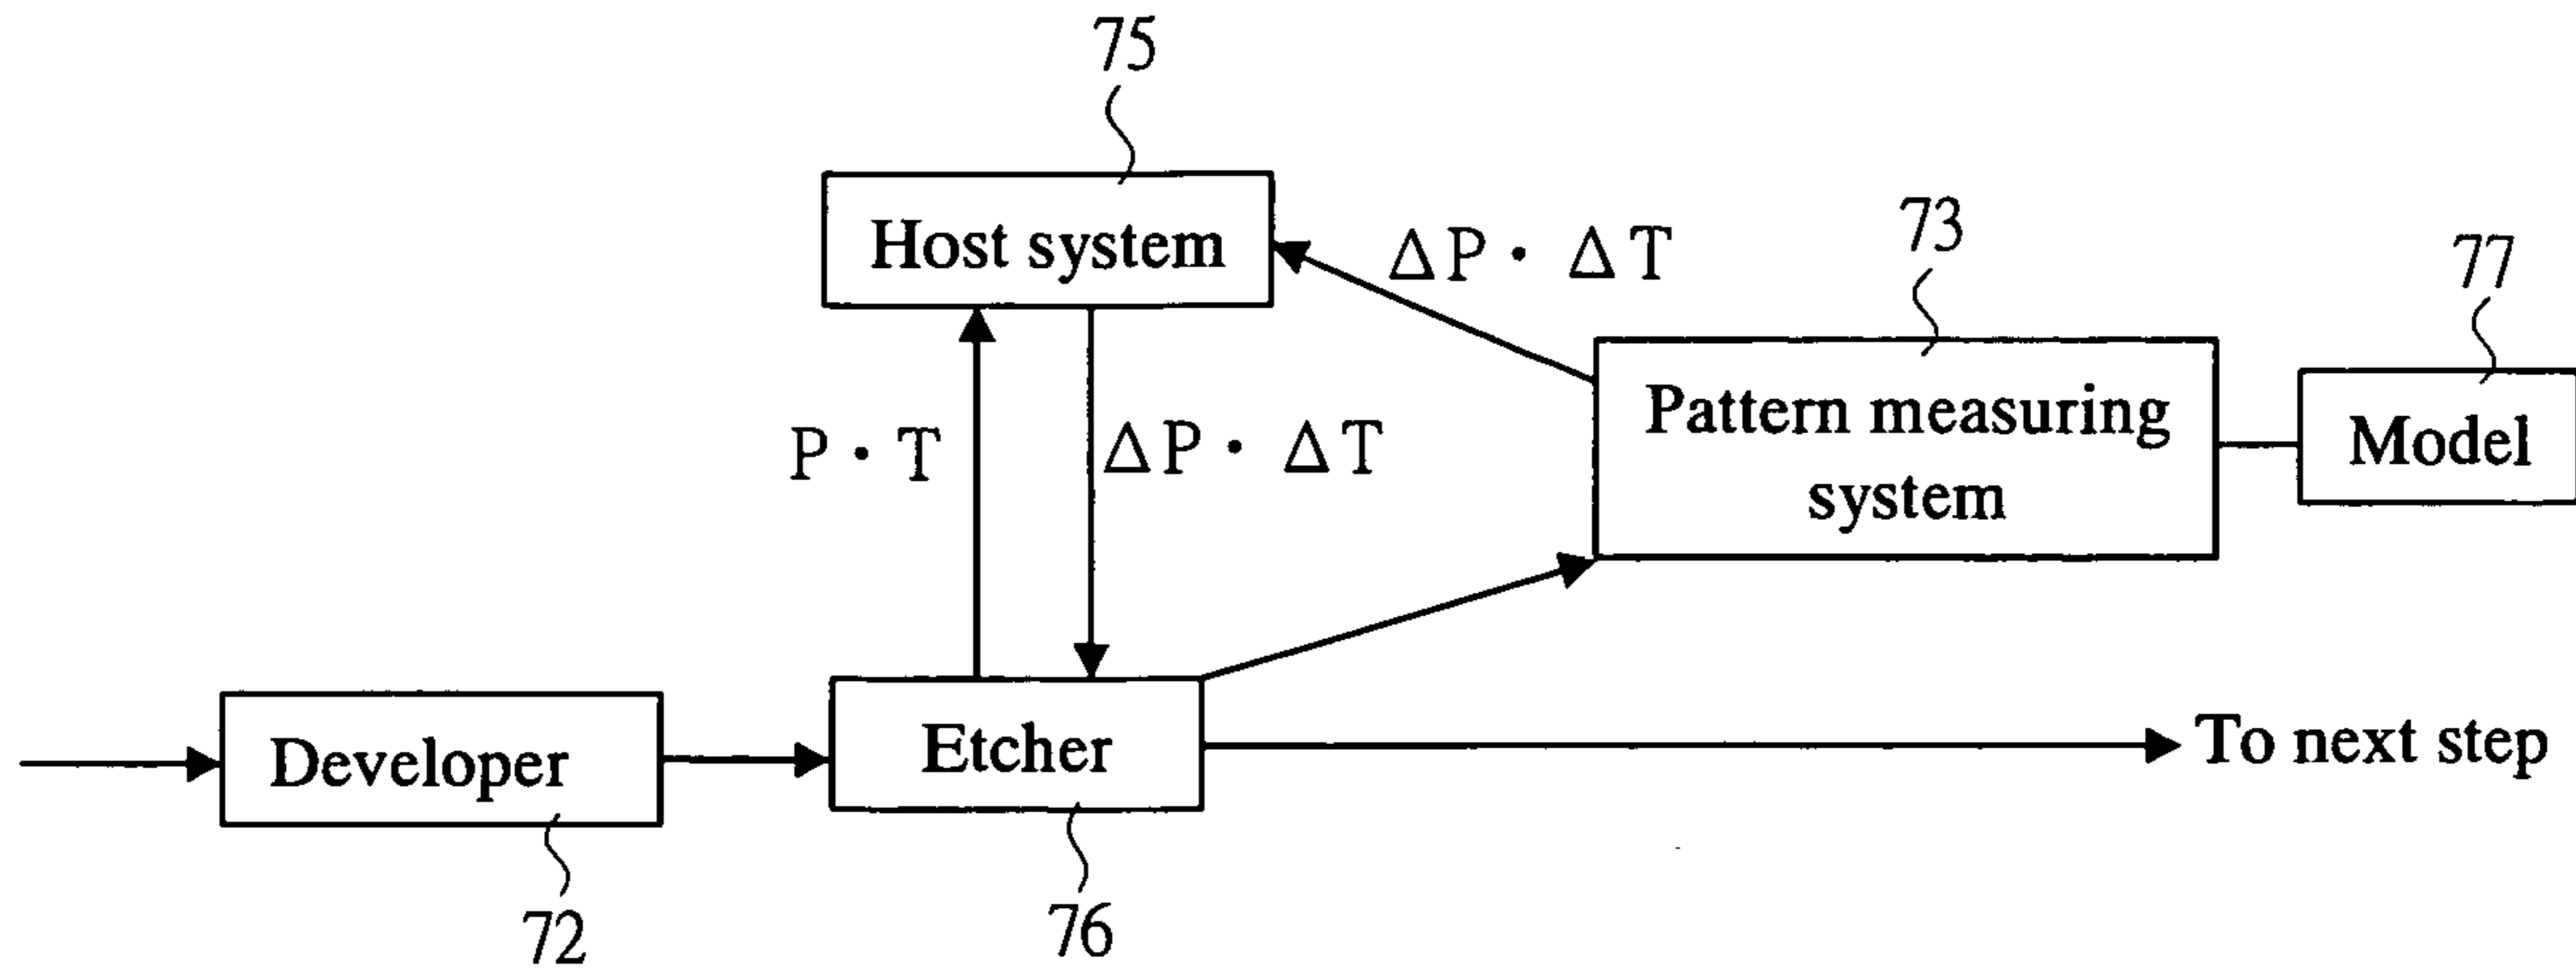 75
Host system
ΔP・ΔT
73
77
Pattern measuring
system
Model
P・T
ΔP・ΔT
Developer
Etcher
To next step
72
76